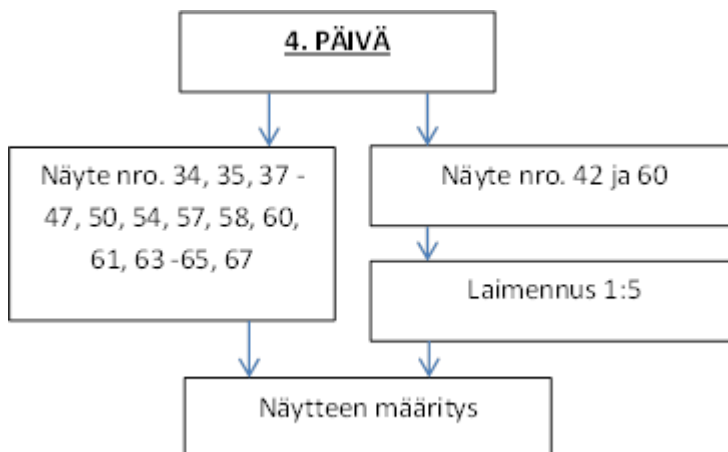 4. PÄIVÄ
Näyte nro. 34, 35, 37 -
47, 50, 54, 57, 58, 60,
61, 63 -65, 67
Näyte nro. 42 ja 60
Laimennus 1:5
Näytteen määritys